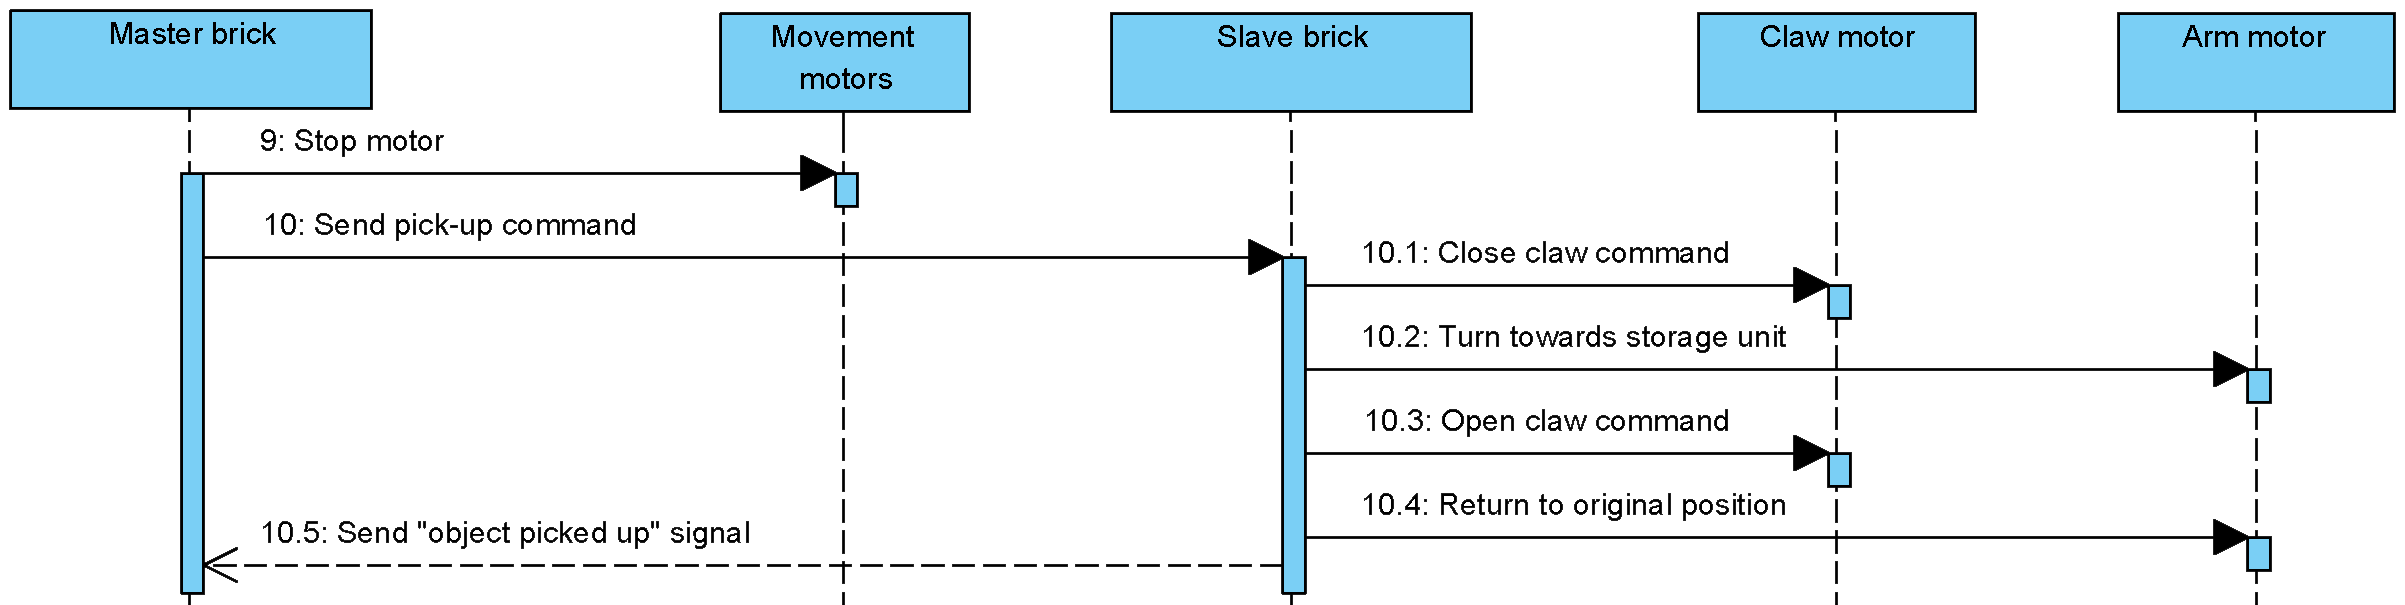 Master brick
Movement
motors
Slave brick
Claw motor
Arm motor
9: Stop motor
10: Send pick-up command
10.1: Close claw command
10.2: Turn towards storage unit
10.3: Open claw command
10.4: Return to original position
10.5: Send "object picked up" signal